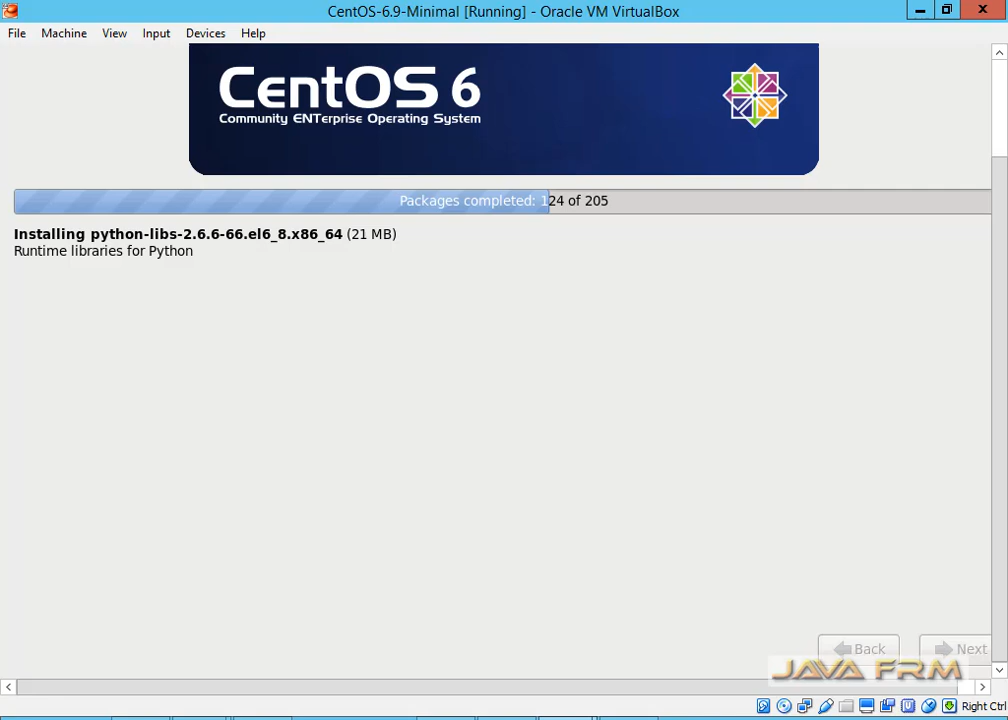 CentOS-6.9-Minimal [Running] - Oracle VM VirtualBox
File Machine View Input Devices Help
CentOS 6
Community ENTerprise Operating System
Packages completed: 124 of 205
Installing python-libs-2.6.6-66.el6_8.x86_64 (21 MB)
Runtime libraries for Python
Back Next
JAVA FRM
Right Ctrl